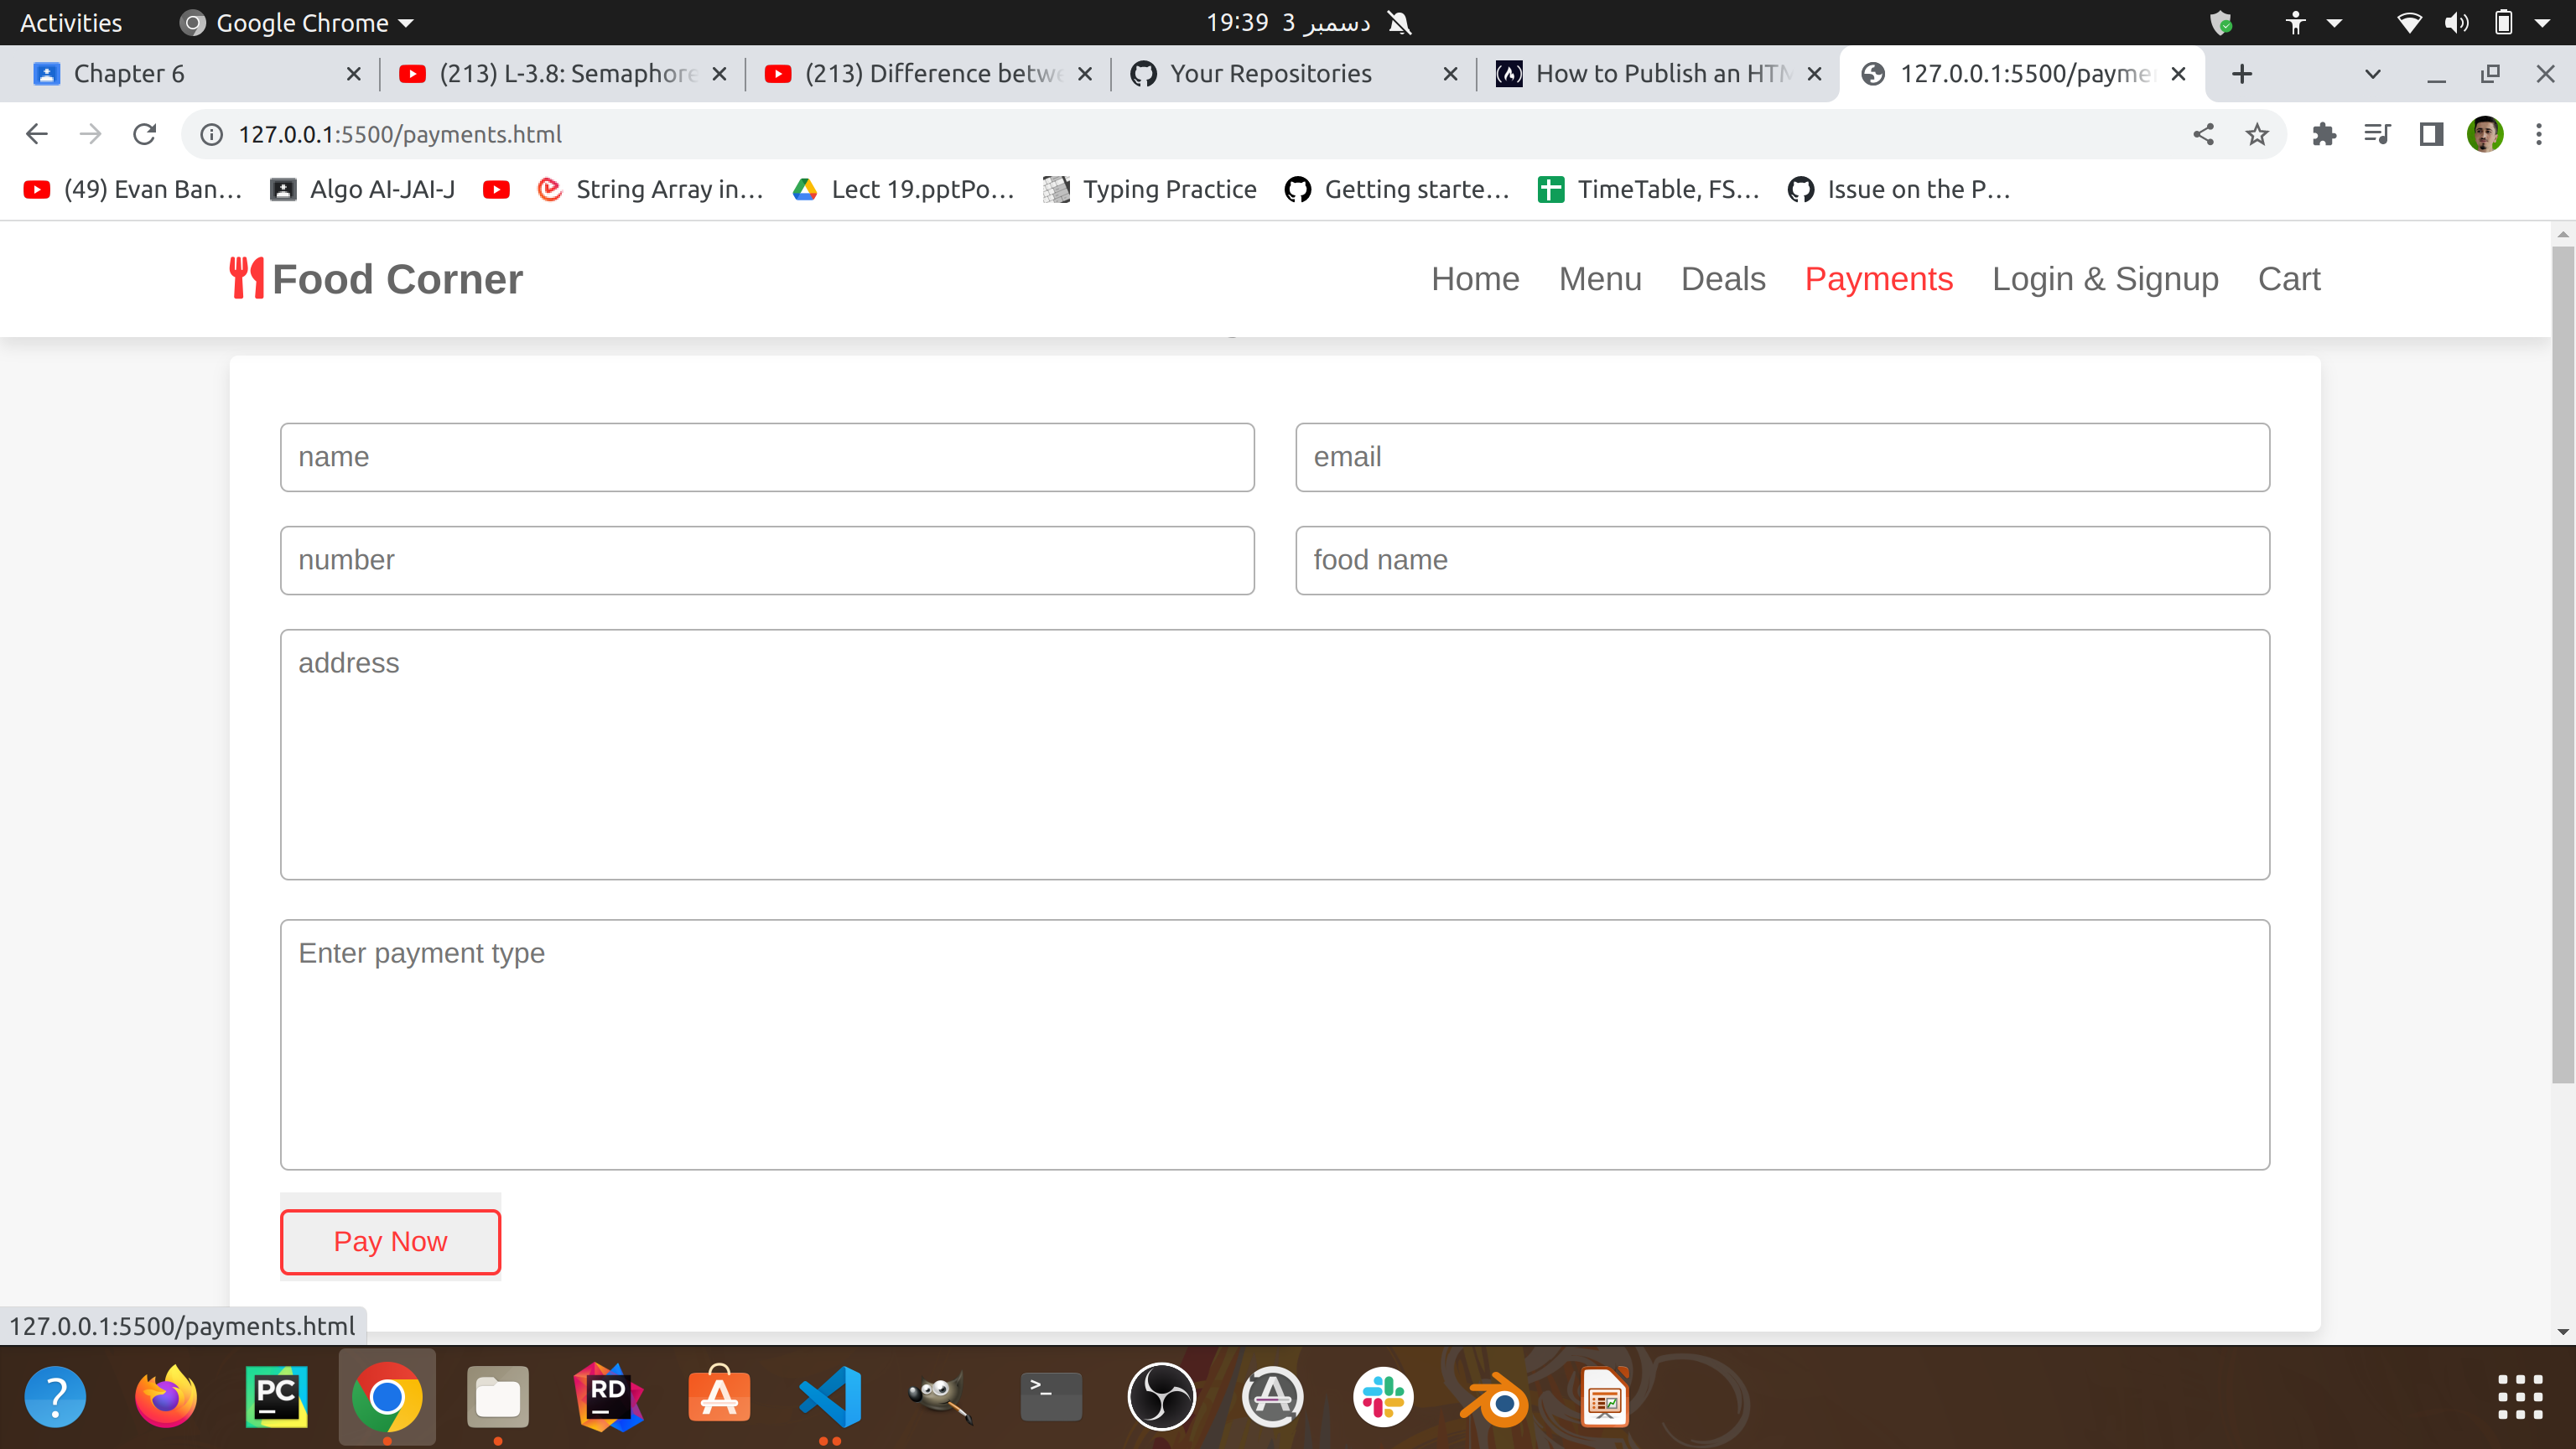 Activities
Google Chrome
19:39 3 دسمبر
Chapter 6
(213) L-3.8: Semaphore
(213) Difference betwe
Your Repositories
How to Publish an HTM
127.0.0.1:5500/payme
127.0.0.1:5500/payments.html
(49) Evan Ban…
Algo AI-JAI-J
String Array in…
Lect 19.pptPo…
Typing Practice
Getting starte…
TimeTable, FS…
Issue on the P…
Food Corner
Home
Menu
Deals
Payments
Login & Signup
Cart
name
email
number
food name
address
Enter payment type
Pay Now
127.0.0.1:5500/payments.html
?
PC
RD
>_